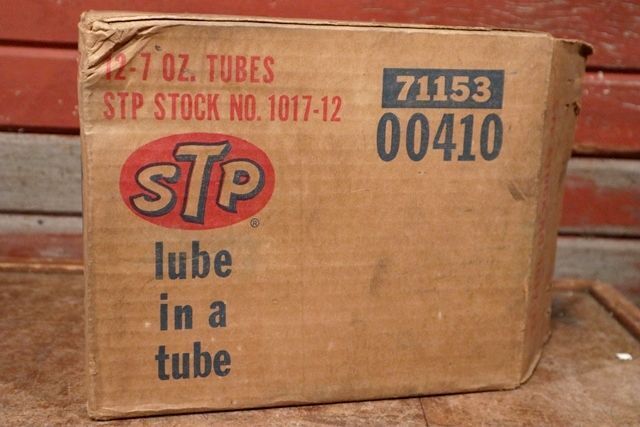 12-7 OZ. TUBES
STP STOCK NO. 1017-12
71153
00410
STP®
lube
in a
tube